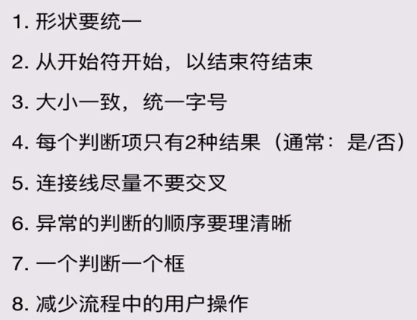 1. 形状要统一
2. 从开始符开始，以结束符结束
3. 大小一致，统一字号
4. 每个判断项只有2种结果（通常：是/否）
5. 连接线尽量不要交叉
6. 异常的判断的顺序要理清晰
7. 一个判断一个框
8. 减少流程中的用户操作